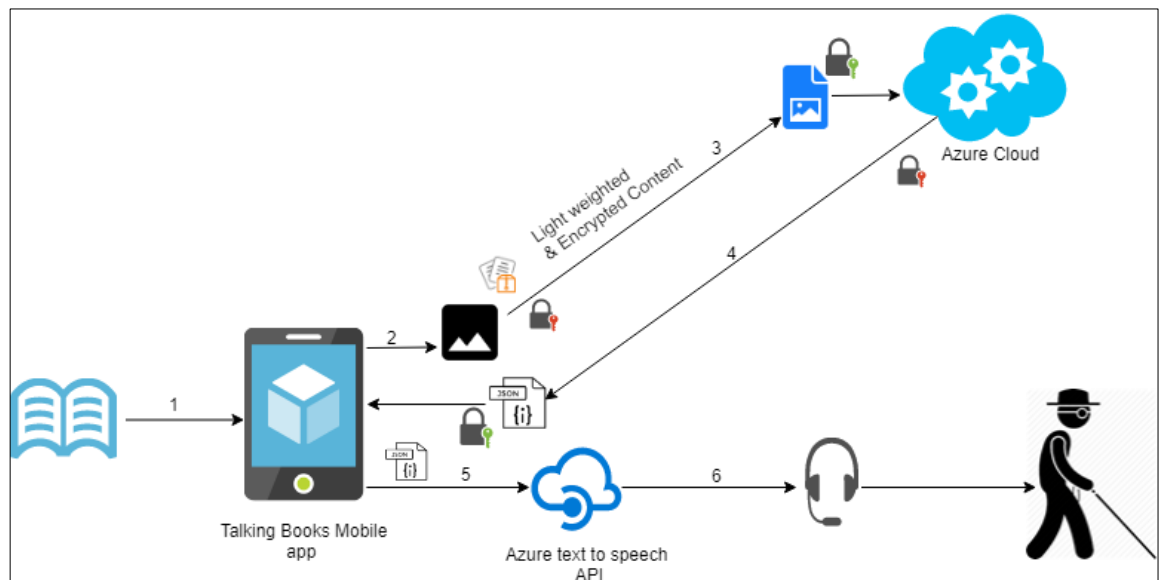 3
Azure Cloud
Light weighted
& Encrypted Content
4
2
JSON
{i}
1
JSON
{i}
5
6
Talking Books Mobile
app
Azure text to speech
API